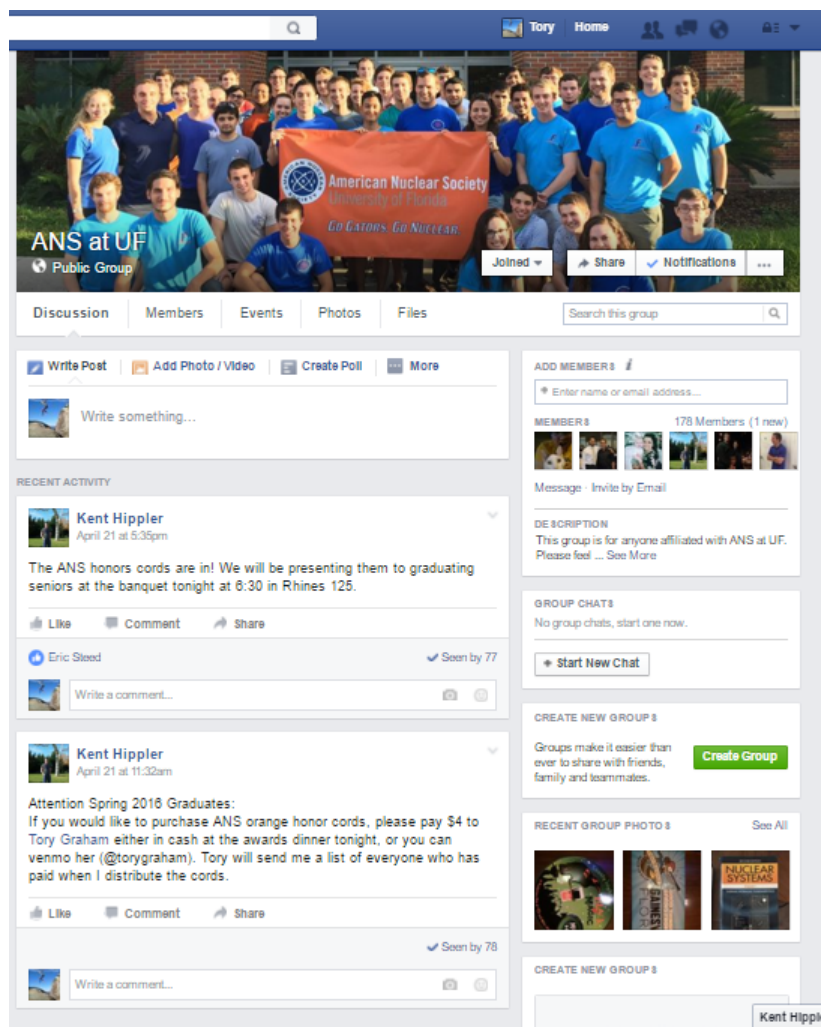 Tory Home
American Nuclear Society
University of Florida
GO GATORS. GO NUCLEAR.
ANS at UF
Public Group
Joined Share Notifications ...
Discussion Members Events Photos Files
Search this group
Write Post Add Photo / Video Create Poll More
Write something...
RECENT ACTIVITY
Kent Hippler
April 21 at 5:35pm
The ANS honors cords are in! We will be presenting them to graduating
seniors at the banquet tonight at 6:30 in Rhines 125.
Like Comment Share
Eric Steed Seen by 77
Write a comment...
Kent Hippler
April 21 at 11:32am
Attention Spring 2016 Graduates:
If you would like to purchase ANS orange honor cords, please pay $4 to
Tory Graham either in cash at the awards dinner tonight, or you can
venmo her (@torygraham). Tory will send me a list of everyone who has
paid when I distribute the cords.
Like Comment Share
Seen by 78
Write a comment...
ADD MEMBERS i
+ Enter name or email address...
MEMBERS 178 Members (1 new)
Message · Invite by Email
DESCRIPTION
This group is for anyone affiliated with ANS at UF.
Please feel ... See More
GROUP CHATS
No group chats, start one now.
+ Start New Chat
CREATE NEW GROUPS
Groups make it easier than
ever to share with friends,
family and teammates.
Create Group
RECENT GROUP PHOTOS See All
NUCLEAR
SYSTEMS
CREATE NEW GROUPS
Kent Hippl